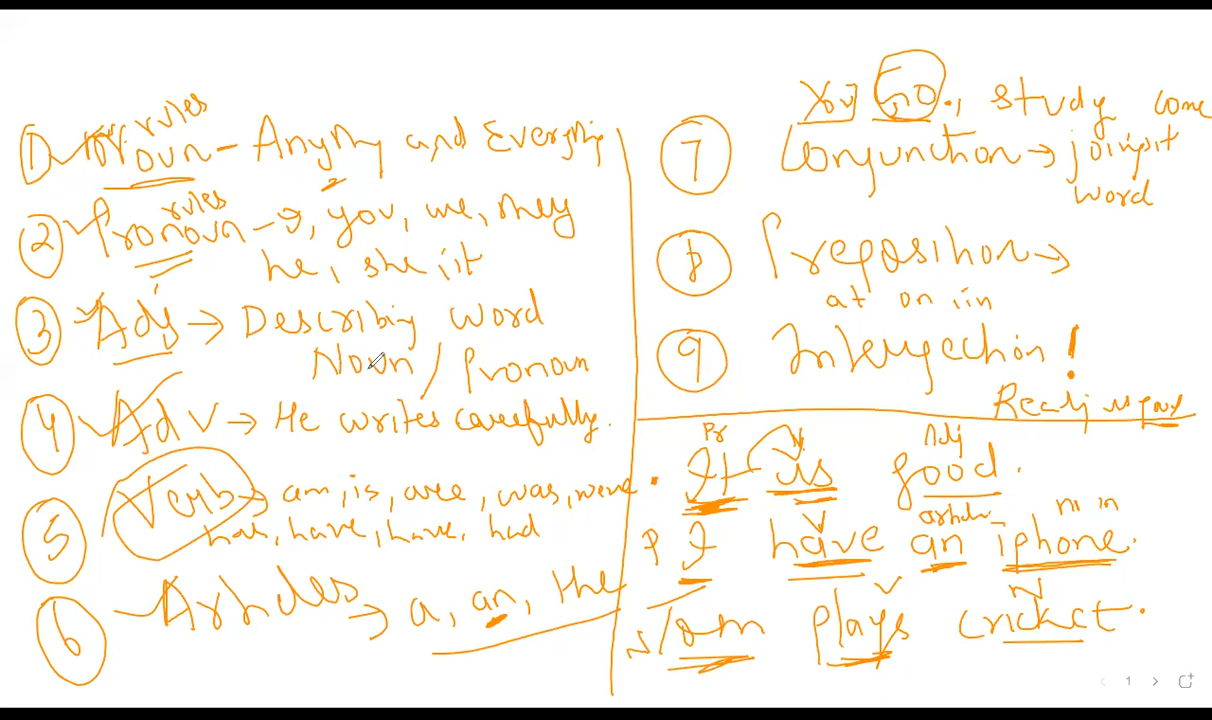 rules
① Noun - Anything and Everything
rules
② Pronoun - I, you, we, they
he, she, it
③ Adj → Describing word
Noun / Pronoun
④ Adv → He writes carefully.
⑤ Verb → am, is, are, was, were
has, have, have, had
⑥ Articles → a, an, the
You Go., study come
⑦ Conjunction → joinint
word
⑧ Preposition →
at on in
⑨ Interjection !
Pr V Adj
It is good.
V article n
P I have an iphone.
V N
N am plays cricket.
1